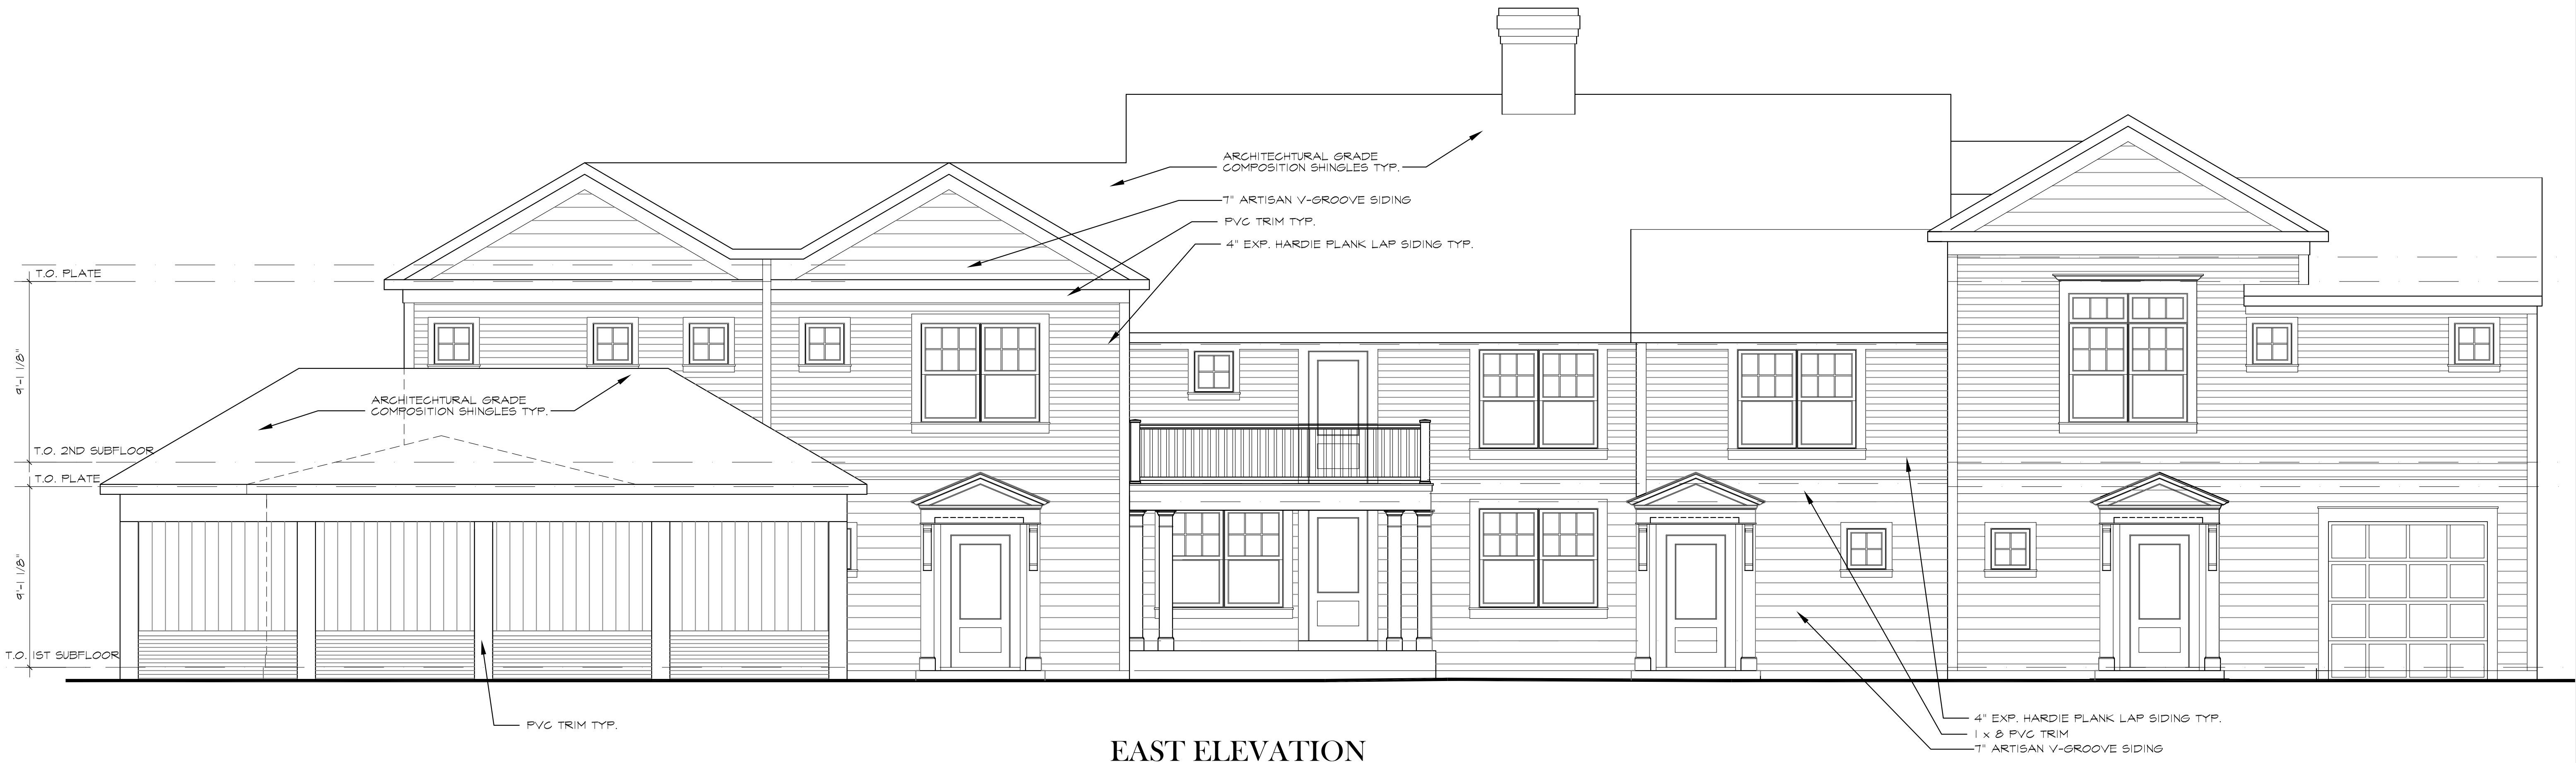 ARCHITECHTURAL GRADE
COMPOSITION SHINGLES TYP.
7" ARTISAN V-GROOVE SIDING
PVC TRIM TYP.
4" EXP. HARDIE PLANK LAP SIDING TYP.
T.O. PLATE
9'-1 1/8"
ARCHITECHTURAL GRADE
COMPOSITION SHINGLES TYP.
T.O. 2ND SUBFLOOR
T.O. PLATE
9'-1 1/8"
T.O. 1ST SUBFLOOR
PVC TRIM TYP.
4" EXP. HARDIE PLANK LAP SIDING TYP.
1 x 8 PVC TRIM
7" ARTISAN V-GROOVE SIDING
EAST ELEVATION